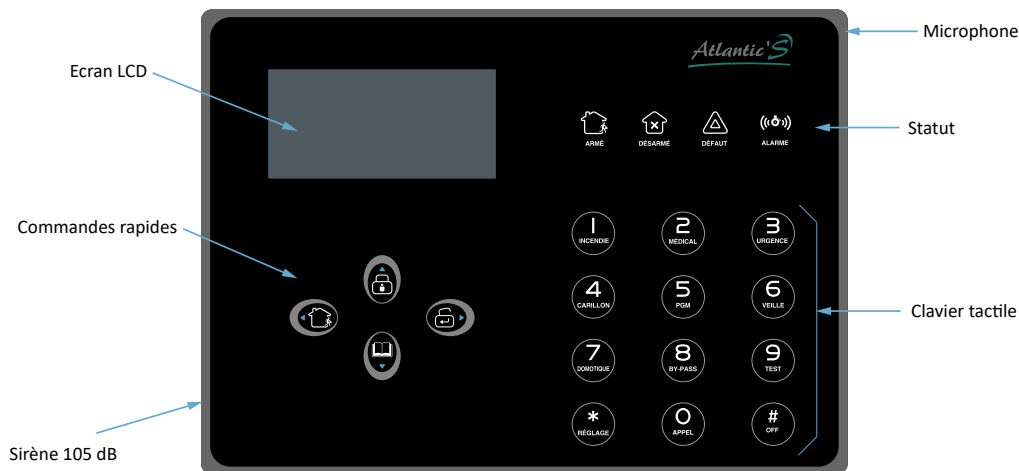 Microphone
Atlantic'S
Ecran LCD
Statut
ARMÉ DÉSARMÉ DÉFAUT ALARME
Commandes rapides
1 2 3
INCENDIE MÉDICAL URGENCE
4 5 6
CARILLON PGM VEILLE
Clavier tactile
7 8 9
DOMOTIQUE BY-PASS TEST
* 0 #
RÉGLAGE APPEL OFF
Sirène 105 dB